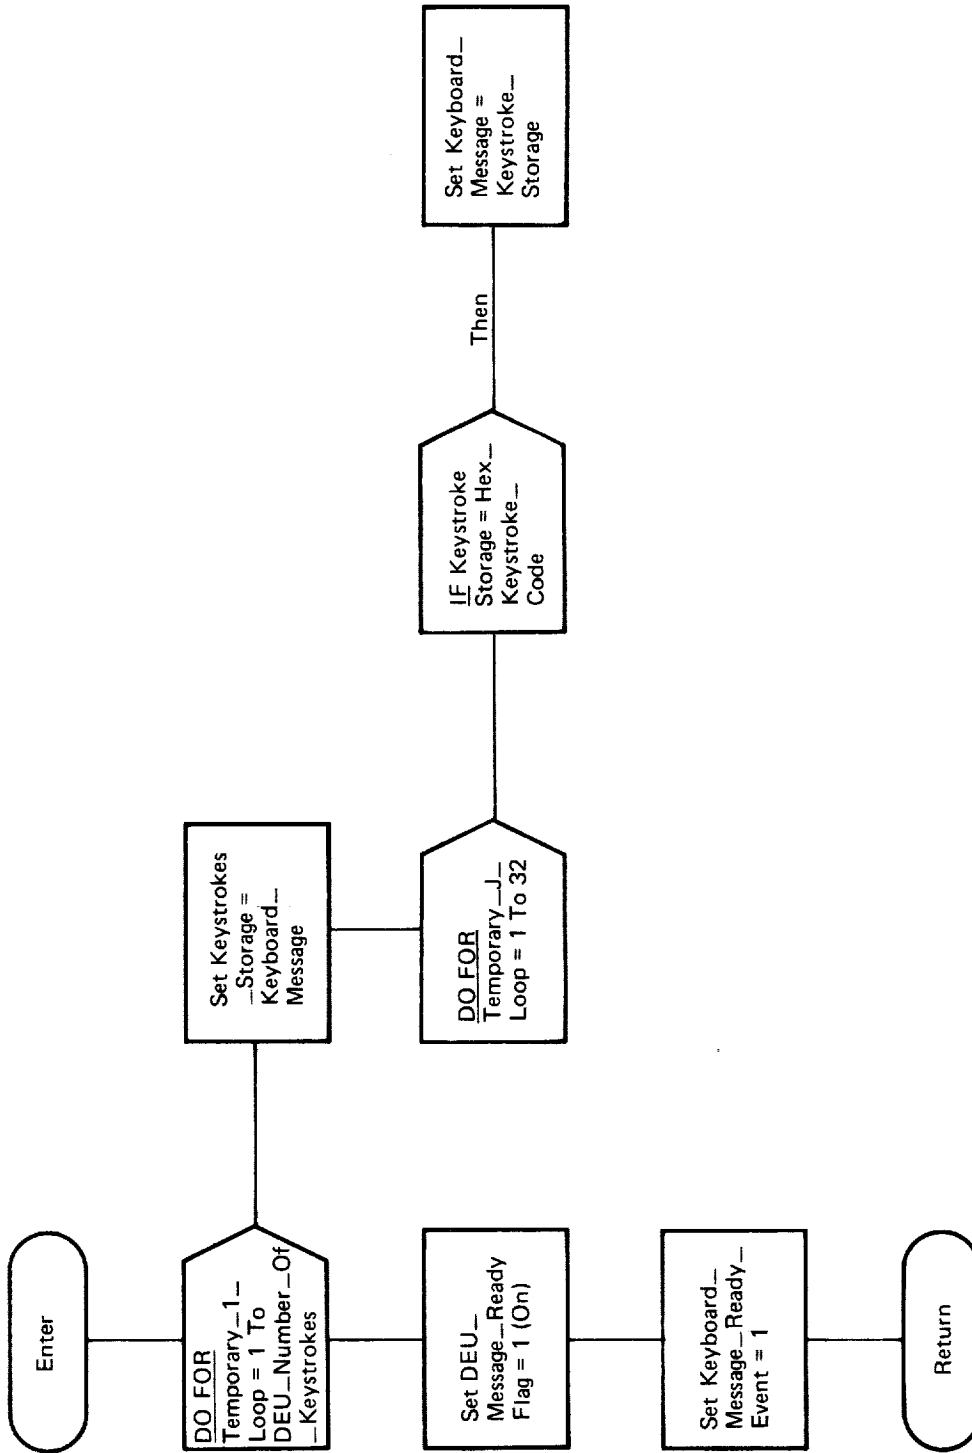 Enter
DO FOR
Temporary_1_
Loop = 1 To
DEU_Number_Of
_Keystrokes
Set Keystrokes
_Storage =
Keyboard_
Message
DO FOR
Temporary_J_
Loop = 1 To 32
IF Keystroke
Storage = Hex_
Keystroke_
Code
Then
Set Keyboard_
Message =
Keystroke_
Storage
Set DEU_
Message_Ready
Flag = 1 (On)
Set Keyboard_
Message_Ready_
Event = 1
Return